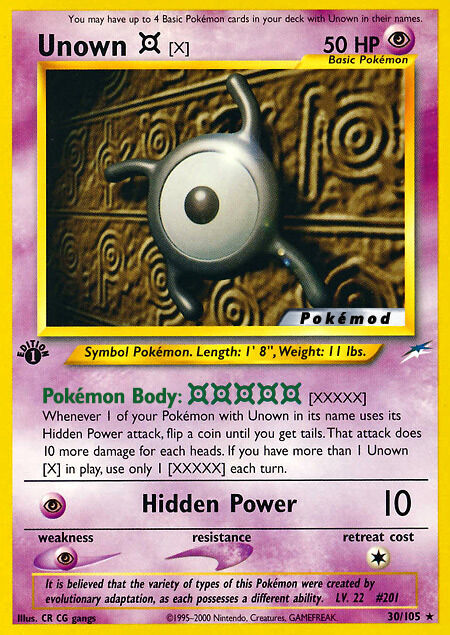 You may have up to 4 Basic Pokémon cards in your deck with Unown in their names.
Unown X [X] 50 HP
Basic Pokémon
Pokémod
EDITION 1
Symbol Pokémon. Length: 1' 8", Weight: 11 lbs.
Pokémon Body: XXXXX [XXXXX]
Whenever 1 of your Pokémon with Unown in its name uses its
Hidden Power attack, flip a coin until you get tails. That attack does
10 more damage for each heads. If you have more than 1 Unown
[X] in play, use only 1 [XXXXX] each turn.
Hidden Power 10
weakness resistance retreat cost
It is believed that the variety of types of this Pokémon were created by
evolutionary adaptation, as each possesses a different ability. LV. 22 #201
Illus. CR CG gangs ©1995-2000 Nintendo, Creatures, GAMEFREAK. 30/105 ★